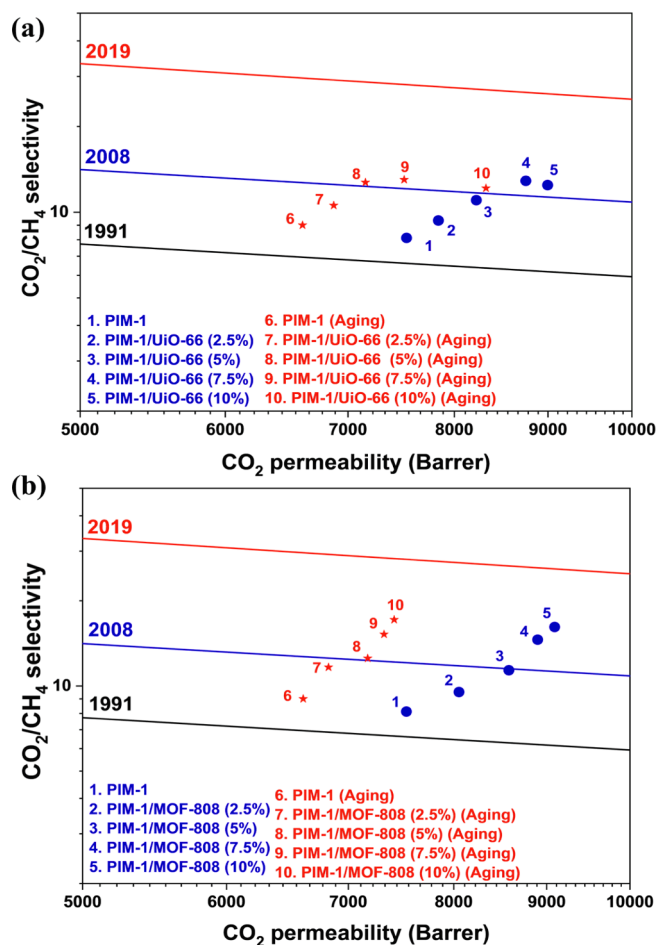 (a)
2019
2008
1991
10
CO₂/CH₄ selectivity
6
7
8
9
10
1
2
3
4
5
1. PIM-1
2. PIM-1/UiO-66 (2.5%)
3. PIM-1/UiO-66 (5%)
4. PIM-1/UiO-66 (7.5%)
5. PIM-1/UiO-66 (10%)
6. PIM-1 (Aging)
7. PIM-1/UiO-66 (2.5%) (Aging)
8. PIM-1/UiO-66 (5%) (Aging)
9. PIM-1/UiO-66 (7.5%) (Aging)
10. PIM-1/UiO-66 (10%) (Aging)
5000 6000 7000 8000 9000 10000
CO₂ permeability (Barrer)
(b)
2019
2008
1991
10
CO₂/CH₄ selectivity
6
7
8
9
10
1
2
3
4
5
1. PIM-1
2. PIM-1/MOF-808 (2.5%)
3. PIM-1/MOF-808 (5%)
4. PIM-1/MOF-808 (7.5%)
5. PIM-1/MOF-808 (10%)
6. PIM-1 (Aging)
7. PIM-1/MOF-808 (2.5%) (Aging)
8. PIM-1/MOF-808 (5%) (Aging)
9. PIM-1/MOF-808 (7.5%) (Aging)
10. PIM-1/MOF-808 (10%) (Aging)
5000 6000 7000 8000 9000 10000
CO₂ permeability (Barrer)